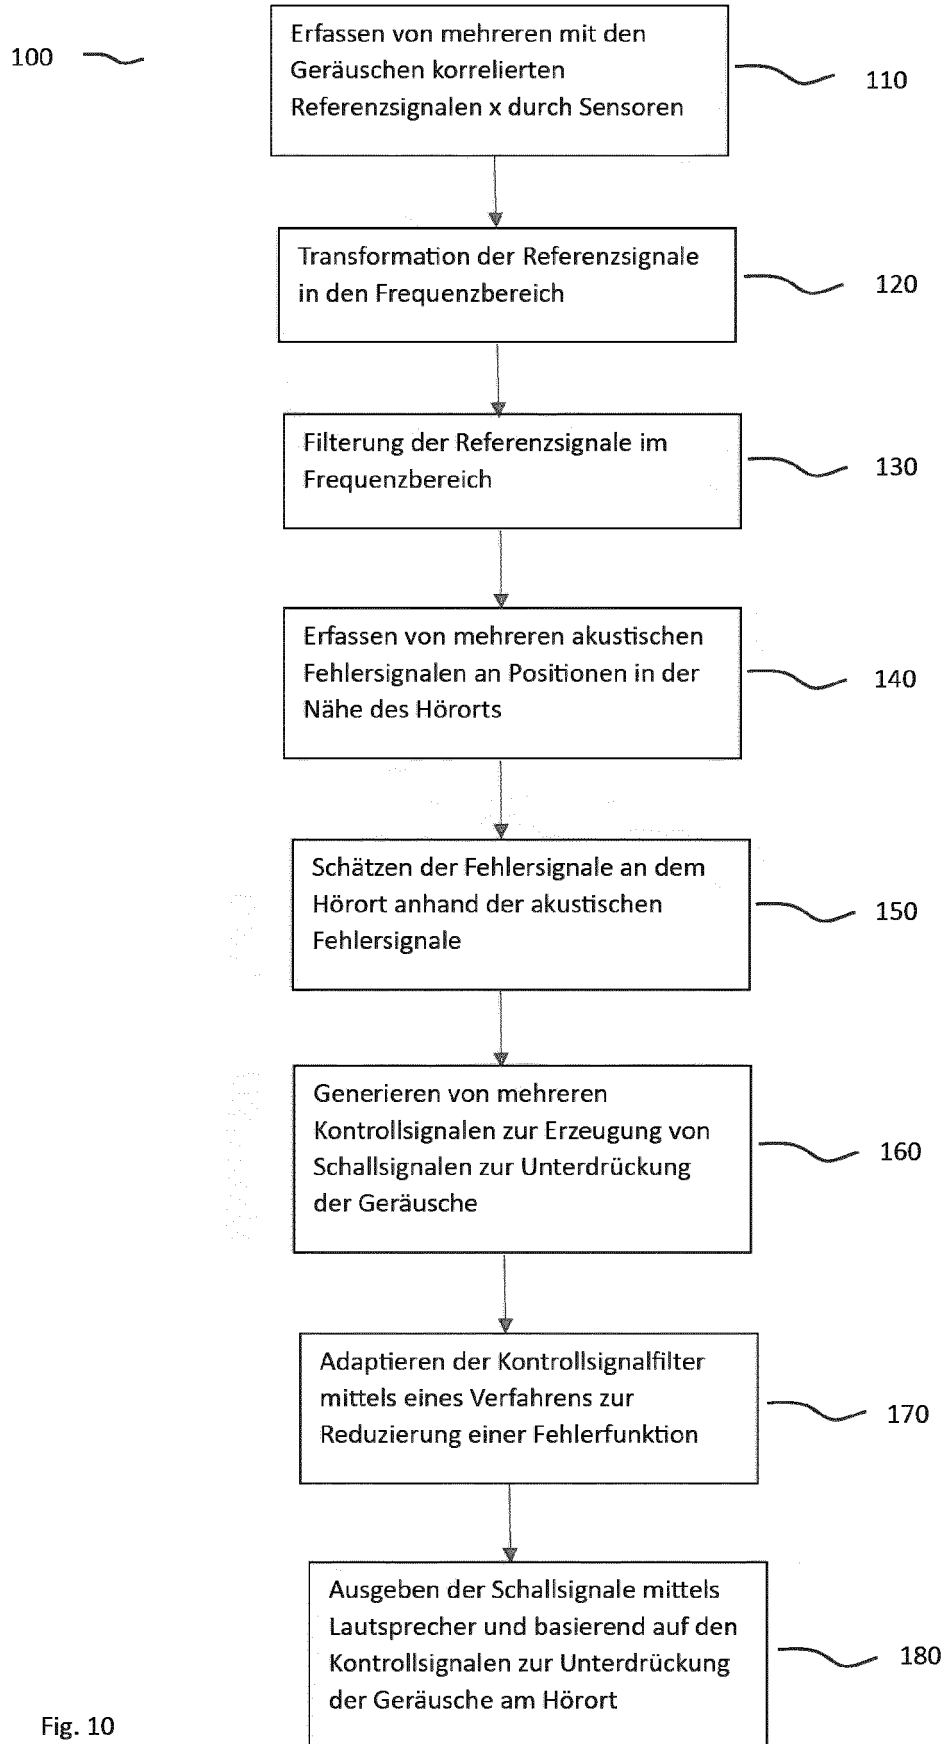 100
Erfassen von mehreren mit den
Geräuschen korrelierten
Referenzsignalen x durch Sensoren
110
Transformation der Referenzsignale
in den Frequenzbereich
120
Filterung der Referenzsignale im
Frequenzbereich
130
Erfassen von mehreren akustischen
Fehlersignalen an Positionen in der
Nähe des Hörorts
140
Schätzen der Fehlersignale an dem
Hörort anhand der akustischen
Fehlersignale
150
Generieren von mehreren
Kontrollsignalen zur Erzeugung von
Schallsignalen zur Unterdrückung
der Geräusche
160
Adaptieren der Kontrollsignalfilter
mittels eines Verfahrens zur
Reduzierung einer Fehlerfunktion
170
Ausgeben der Schallsignale mittels
Lautsprecher und basierend auf den
Kontrollsignalen zur Unterdrückung
der Geräusche am Hörort
180
Fig. 10